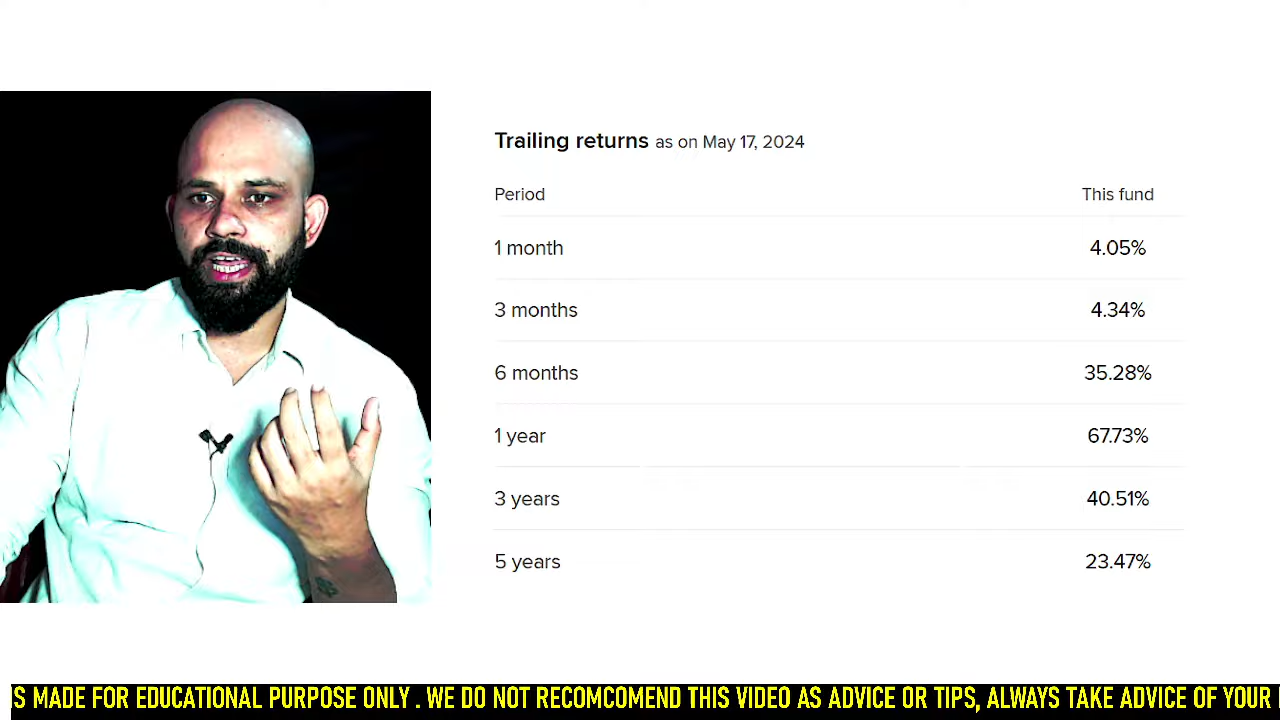 Trailing returns as on May 17, 2024
Period This fund
1 month 4.05%
3 months 4.34%
6 months 35.28%
1 year 67.73%
3 years 40.51%
5 years 23.47%
S MADE FOR EDUCATIONAL PURPOSE ONLY . WE DO NOT RECOMCOMEND THIS VIDEO AS ADVICE OR TIPS, ALWAYS TAKE ADVICE OF YOUR